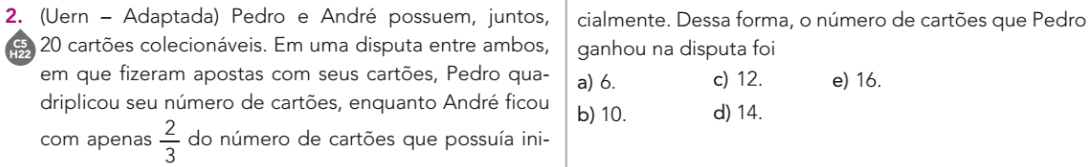 2. (Uern – Adaptada) Pedro e André possuem, juntos,
C5
H22
20 cartões colecionáveis. Em uma disputa entre ambos,
em que fizeram apostas com seus cartões, Pedro qua-
driplicou seu número de cartões, enquanto André ficou
com apenas 2/3 do número de cartões que possuía ini-
cialmente. Dessa forma, o número de cartões que Pedro
ganhou na disputa foi
a) 6.
b) 10.
c) 12.
d) 14.
e) 16.